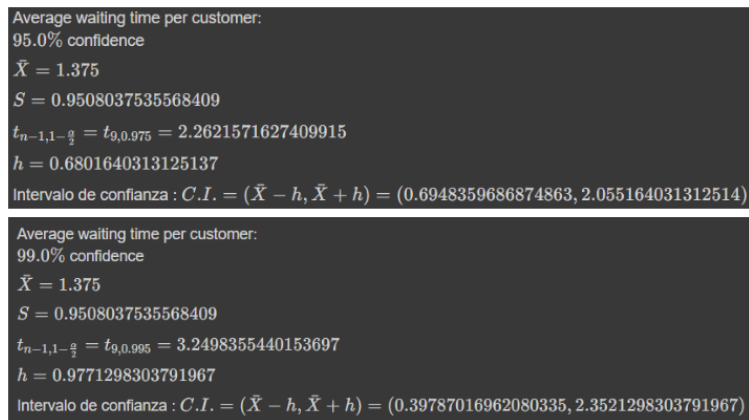 Average waiting time per customer:
95.0% confidence
X̄ = 1.375
S = 0.9508037535568409
t_{n−1,1−α/2} = t_{9,0.975} = 2.2621571627409915
h = 0.6801640313125137
Intervalo de confianza : C.I. = (X̄ − h, X̄ + h) = (0.6948359686874863, 2.055164031312514)
Average waiting time per customer:
99.0% confidence
X̄ = 1.375
S = 0.9508037535568409
t_{n−1,1−α/2} = t_{9,0.995} = 3.2498355440153697
h = 0.9771298303791967
Intervalo de confianza : C.I. = (X̄ − h, X̄ + h) = (0.39787016962080335, 2.3521298303791967)